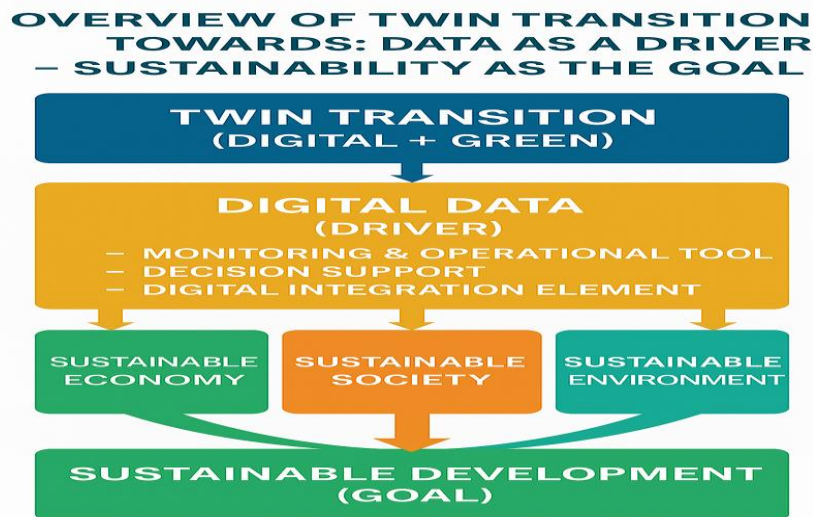 OVERVIEW OF TWIN TRANSITION
TOWARDS: DATA AS A DRIVER
– SUSTAINABILITY AS THE GOAL
TWIN TRANSITION
(DIGITAL + GREEN)
DIGITAL DATA
(DRIVER)
– MONITORING & OPERATIONAL TOOL
– DECISION SUPPORT
– DIGITAL INTEGRATION ELEMENT
SUSTAINABLE
ECONOMY
SUSTAINABLE
SOCIETY
SUSTAINABLE
ENVIRONMENT
SUSTAINABLE DEVELOPMENT
(GOAL)